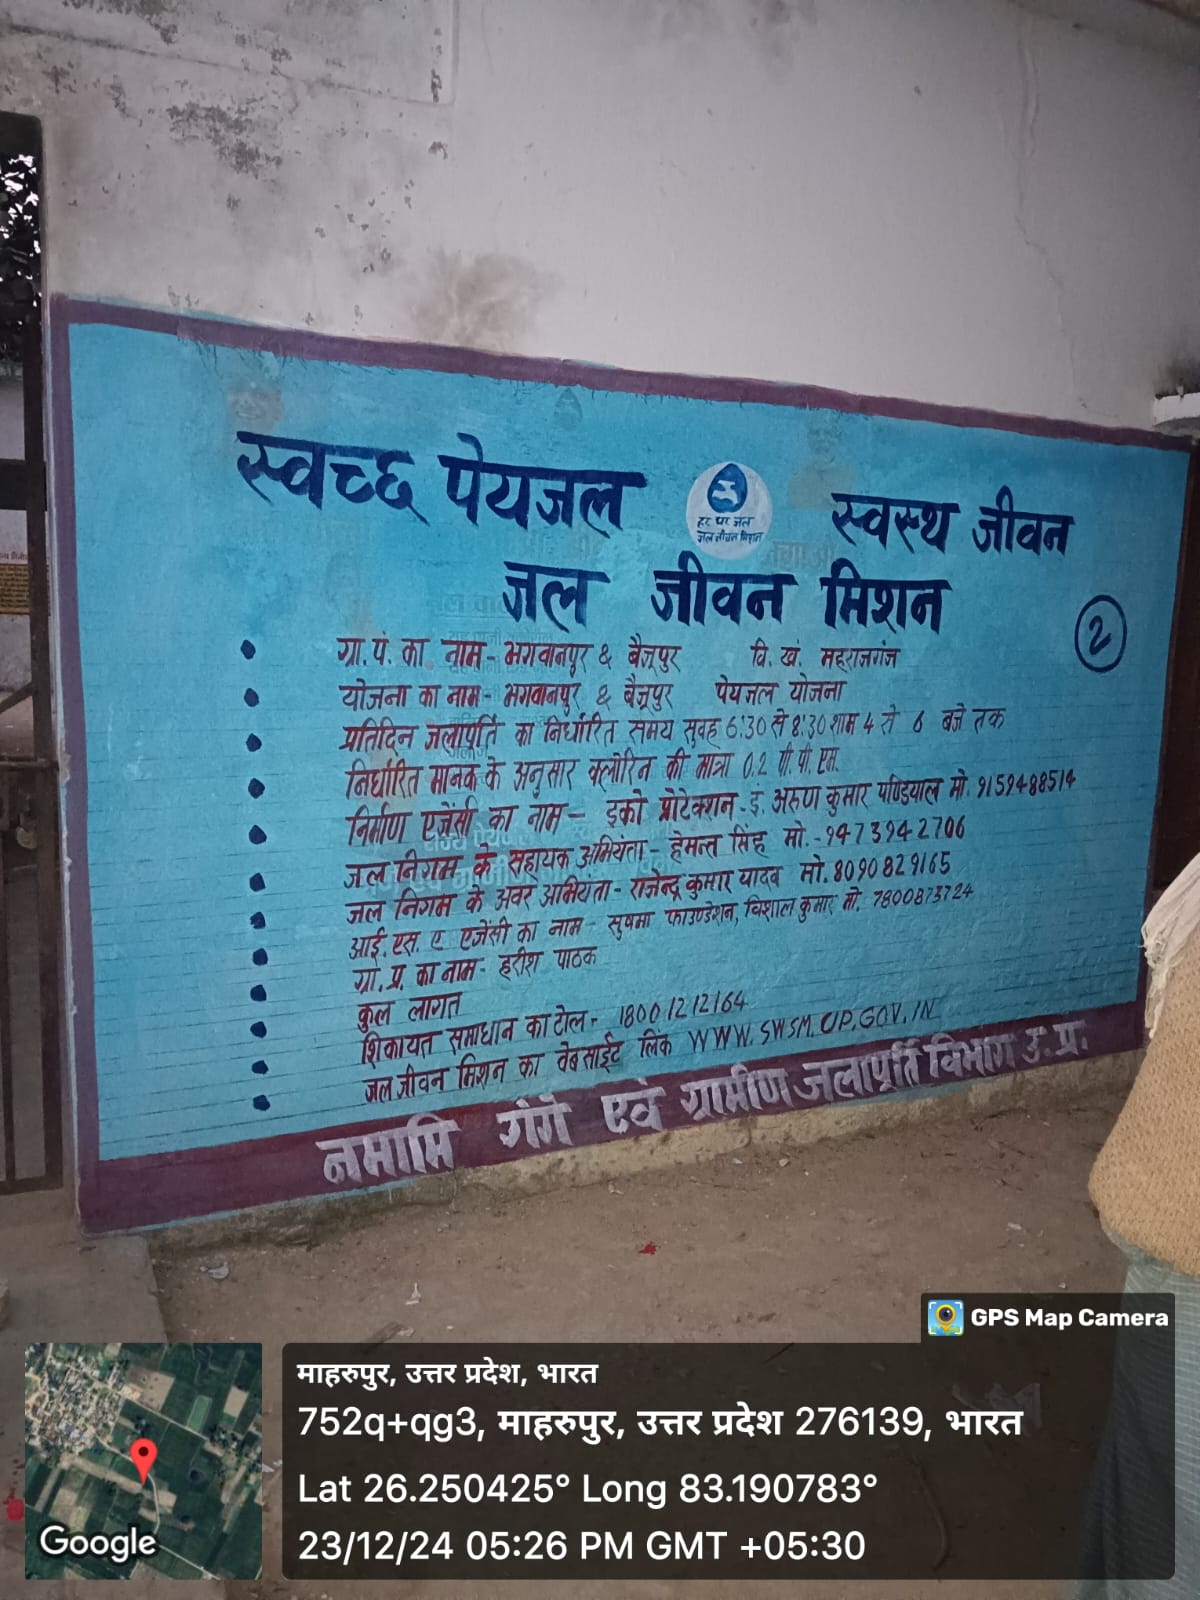 स्वच्छ पेयजल
हर घर जल
जल जीवन मिशन
स्वस्थ जीवन
जल जीवन मिशन
2
ग्रा. पं. का नाम - भगवानपुर & बैजूपुर वि. खं. महराजगंज
योजना का नाम - भगवानपुर & बैजूपुर पेयजल योजना
प्रतिदिन जलापूर्ति का निर्धारित समय सुवह 6:30 से 8:30 शाम 4 से 6 बजे तक
निर्धारित मानक के अनुसार क्लोरिन की मात्रा 0.2 पी. पी. एम.
निर्माण एजेंसी का नाम - इको प्रोटेक्शन - इं. अरुण कुमार पण्डियाल मो. 9159488514
जल निगम के सहायक अभियंता - हेमन्त सिंह मो. - 9473942706
जल निगम के अवर अभियंता - राजेन्द्र कुमार यादव मो. 8090829165
आई. एस. ए एजेंसी का नाम - सुषमा फाउण्डेशन, विशाल कुमार मो. 7800873724
ग्रा. प्र. का नाम - हरीश पाठक
कुल लागत
शिकायत समाधान का टोल - 1800 1212164
जल जीवन मिशन का वेबसाईट लिंक WWW.SWSM.UP.GOV.IN
नमामि गंगे एवं ग्रामीण जलापूर्ति विभाग उ. प्र.
GPS Map Camera
माहरुपुर, उत्तर प्रदेश, भारत
752q+qg3, माहरुपुर, उत्तर प्रदेश 276139, भारत
Lat 26.250425° Long 83.190783°
23/12/24 05:26 PM GMT +05:30
Google